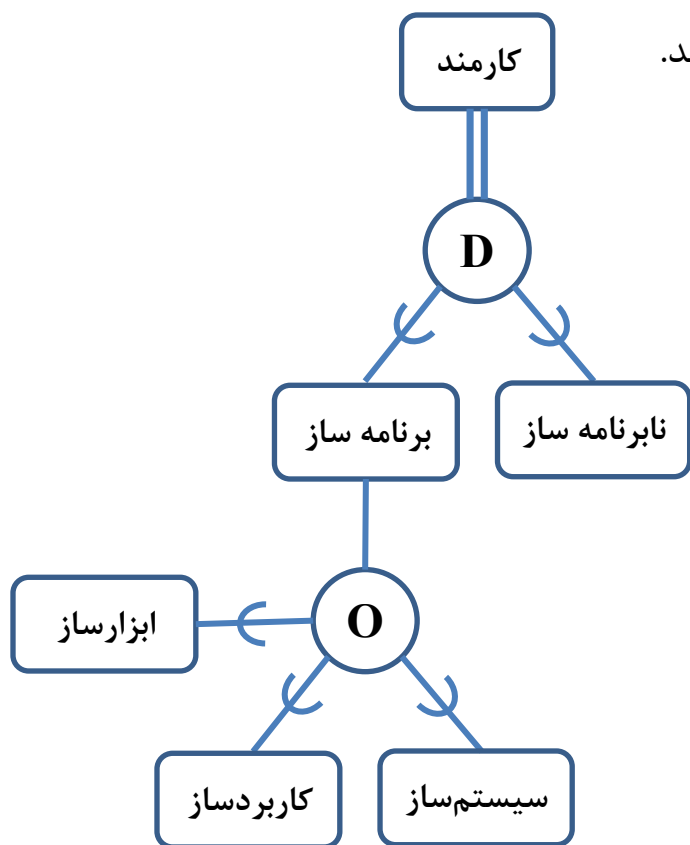 کارمند
D
برنامه ساز
نابرنامه ساز
O
ابزارساز
کاربردساز
سیستم‌ساز